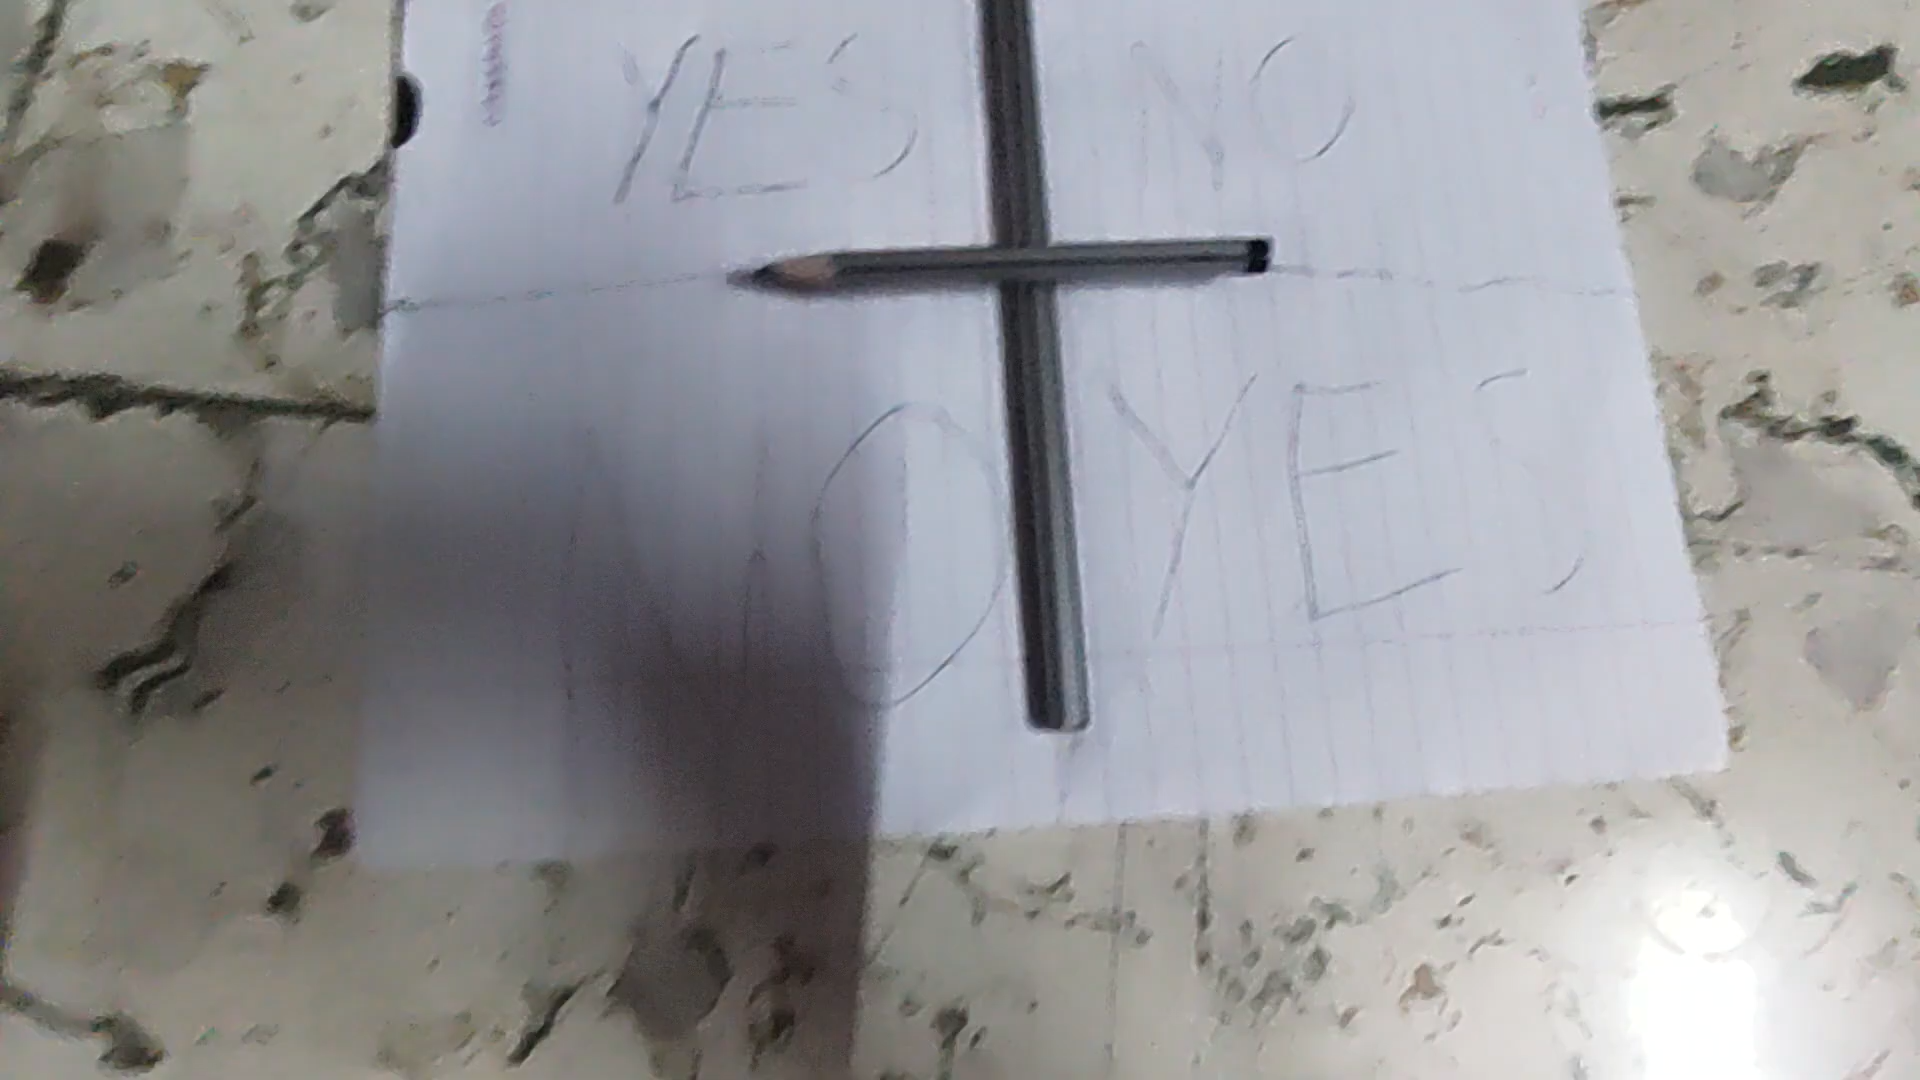 YES NO
NO YES